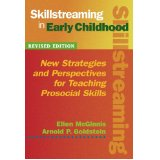 Skillstreaming
in Early Childhood
REVISED EDITION
New Strategies
and Perspectives
for Teaching
Prosocial Skills
Ellen McGinnis
Arnold P. Goldstein
Skillstreaming